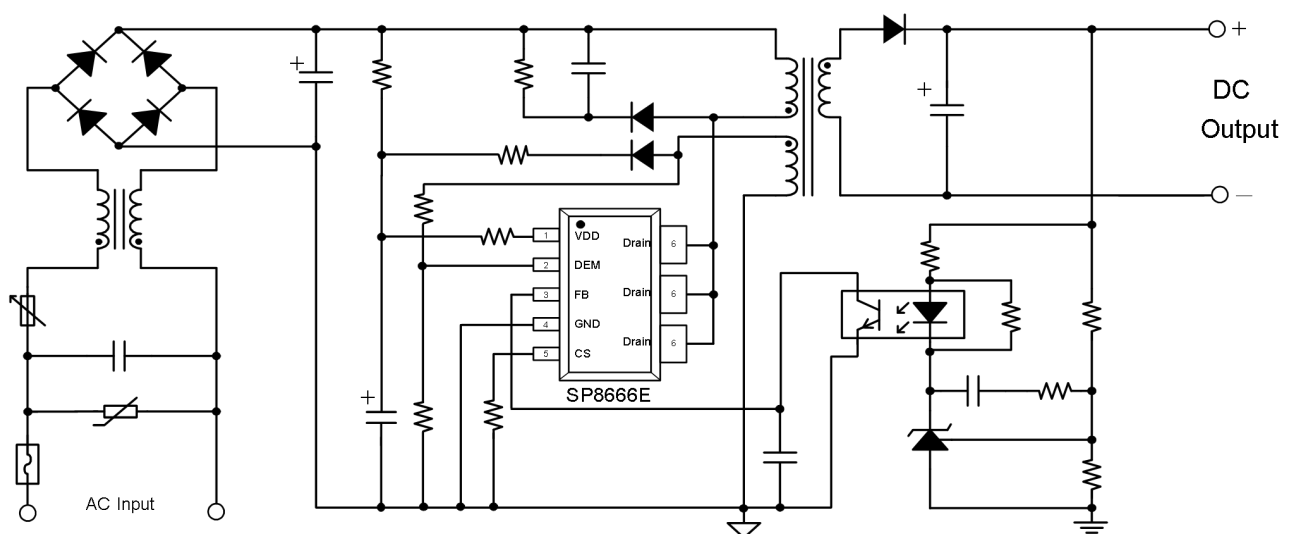 +
+
DC
Output
+
—
1 VDD Drain 6
2 DEM
3 FB Drain 6
4 GND
5 CS Drain 6
SP8666E
+
AC Input